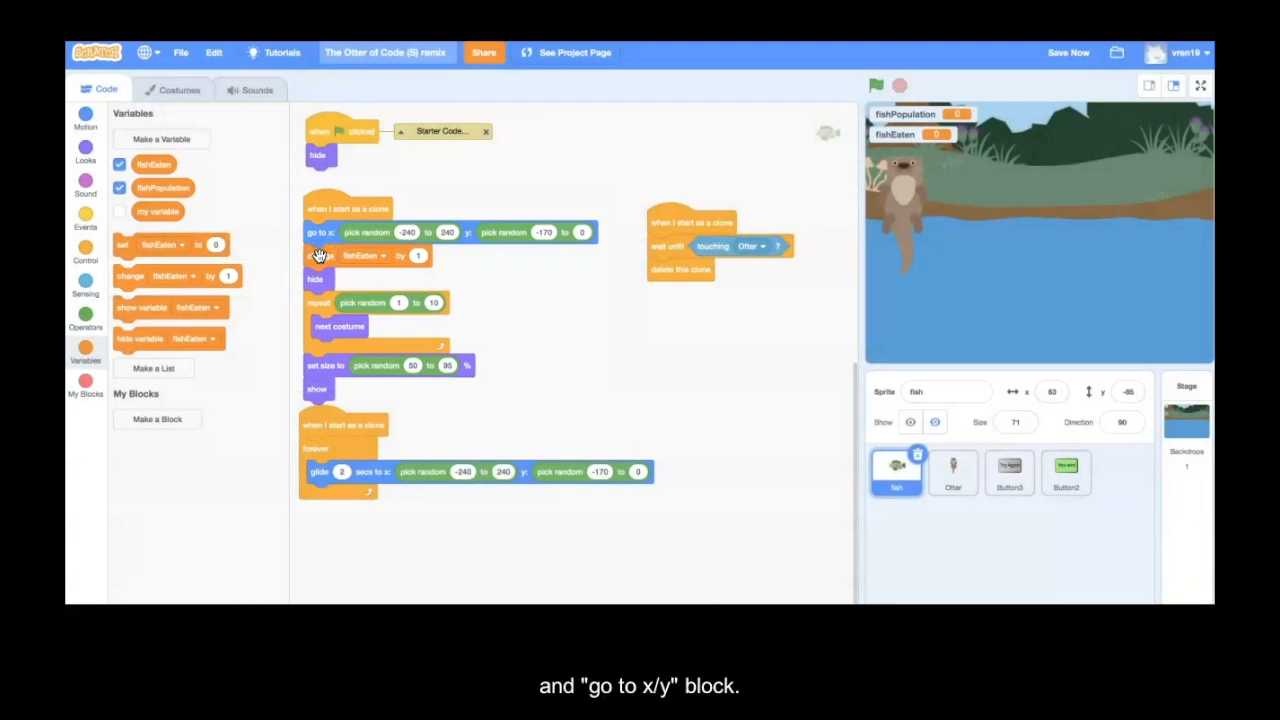 SCRATCH File Edit Tutorials The Otter of Code (S) remix Share See Project Page Save Now vren19
Code Costumes Sounds
Motion
Looks
Sound
Events
Control
Sensing
Operators
Variables
My Blocks
Variables
Make a Variable
fishEaten
fishPopulation
my variable
set fishEaten to 0
change fishEaten by 1
show variable fishEaten
hide variable fishEaten
Make a List
My Blocks
Make a Block
when clicked Starter Code...
hide
when I start as a clone
go to x: pick random -240 to 240 y: pick random -170 to 0
fishEaten by 1
hide
repeat pick random 1 to 10
next costume
set size to pick random 50 to 95 %
show
when I start as a clone
forever
glide 2 secs to x: pick random -240 to 240 y: pick random -170 to 0
when I start as a clone
wait until touching Otter ?
delete this clone
fishPopulation 0
fishEaten 0
Sprite fish x 63 y -65
Show Size 71 Direction 90
fish Otter Button3 Button2
Try Again
Stage
Backdrops
1
and "go to x/y" block.